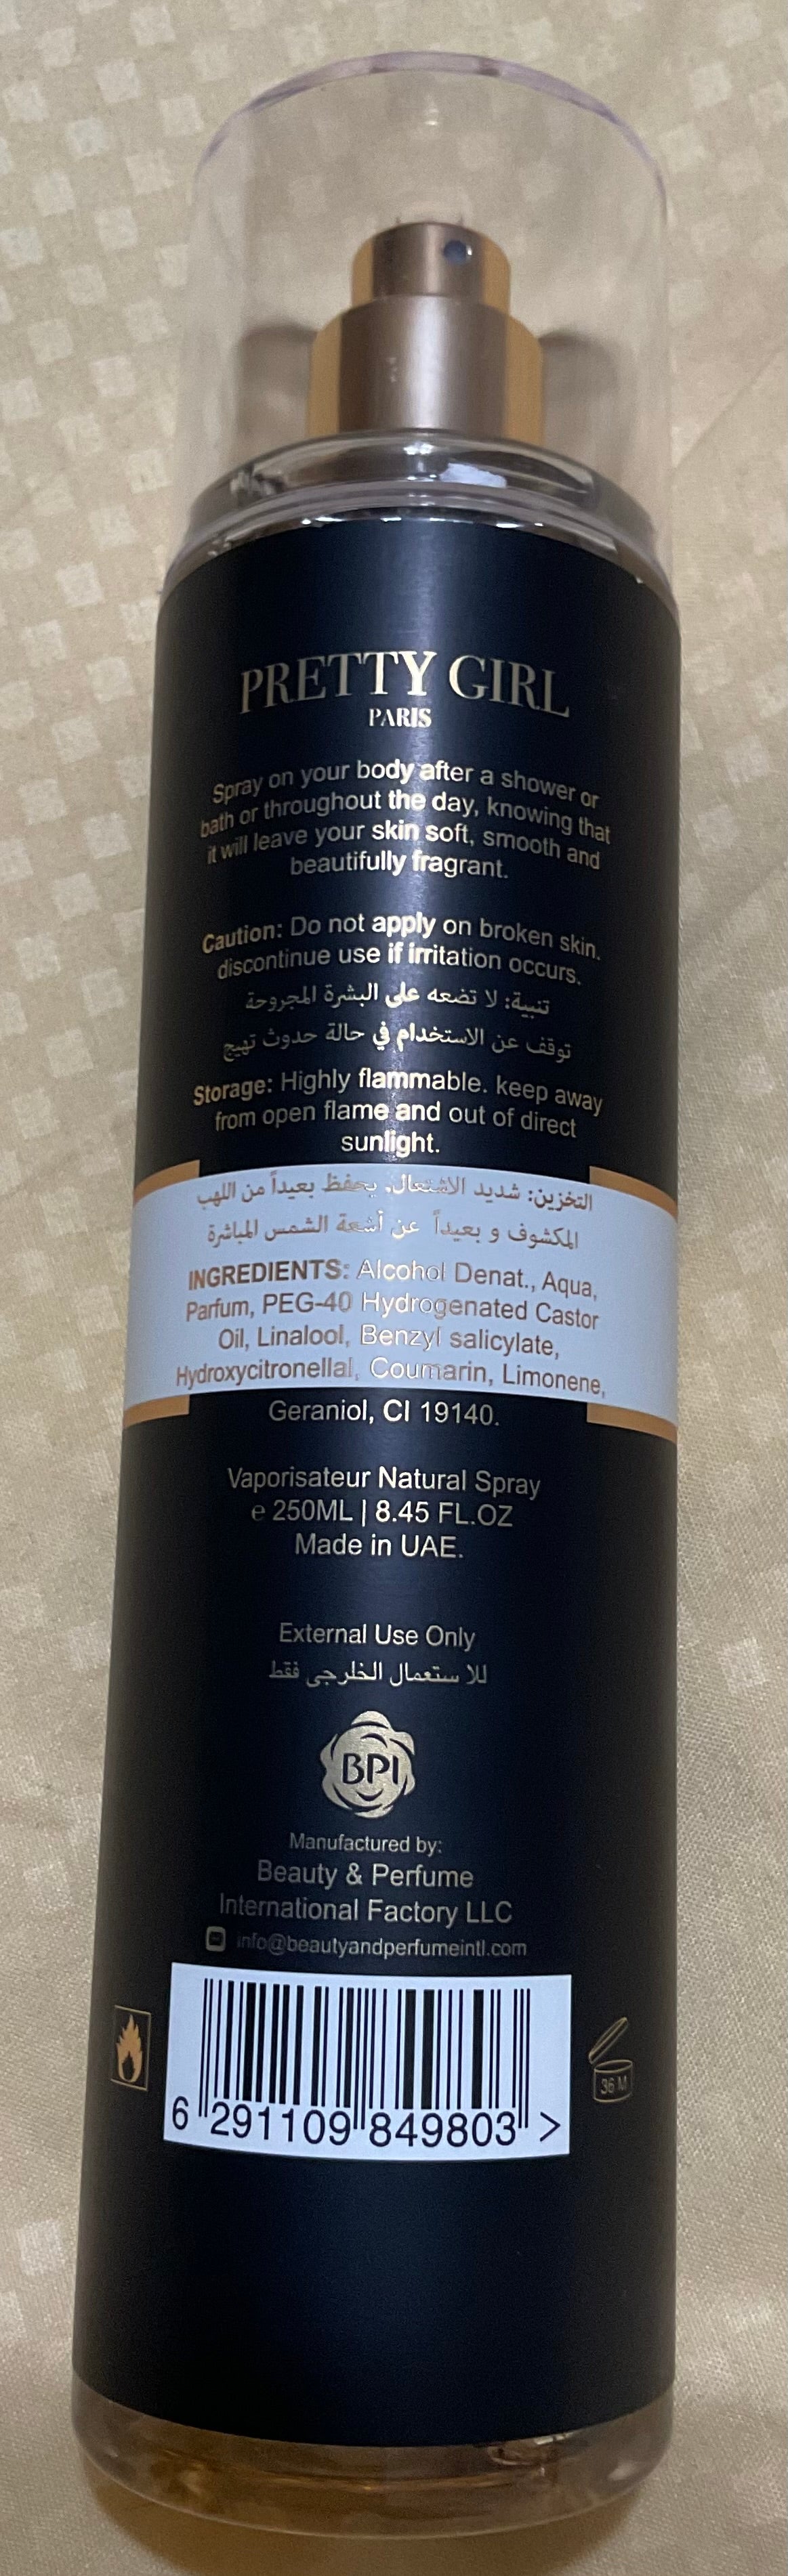 PRETTY GIRL
PARIS
Spray on your body after a shower or
bath or throughout the day, knowing that
it will leave your skin soft, smooth and
beautifully fragrant.
Caution: Do not apply on broken skin.
discontinue use if irritation occurs.
تنبية: لا تضعه على البشرة المجروحة
توقف عن الاستخدام في حالة حدوث تهيج
Storage: Highly flammable. keep away
from open flame and out of direct
sunlight.
التخزين: شديد الاشتعال. يحفظ بعيداً من اللهب
المكشوف و بعيداً عن أشعة الشمس المباشرة
INGREDIENTS: Alcohol Denat., Aqua,
Parfum, PEG-40 Hydrogenated Castor
Oil, Linalool, Benzyl salicylate,
Hydroxycitronellal, Coumarin, Limonene,
Geraniol, CI 19140.
Vaporisateur Natural Spray
℮ 250ML | 8.45 FL.OZ
Made in UAE.
External Use Only
للا ستعمال الخلرجى فقط
BPI
Manufactured by:
Beauty & Perfume
International Factory LLC
info@beautyandperfumeintl.com
36 M
6 291109 849803 >